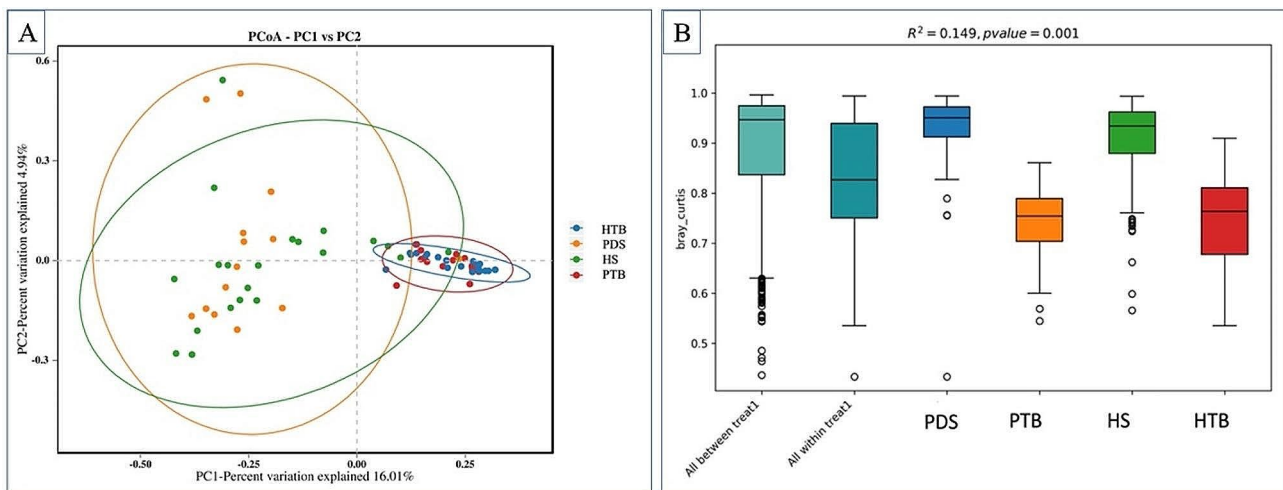 A
PCoA - PC1 vs PC2
PC2-Percent variation explained 4.94%
0.6
0.3
0.0
-0.3
-0.50
-0.25
0.00
0.25
PC1-Percent variation explained 16.01%
HTB
PDS
HS
PTB
B
R² = 0.149, pvalue = 0.001
bray_curtis
1.0
0.9
0.8
0.7
0.6
0.5
All between treat1
All within treat1
PDS
PTB
HS
HTB